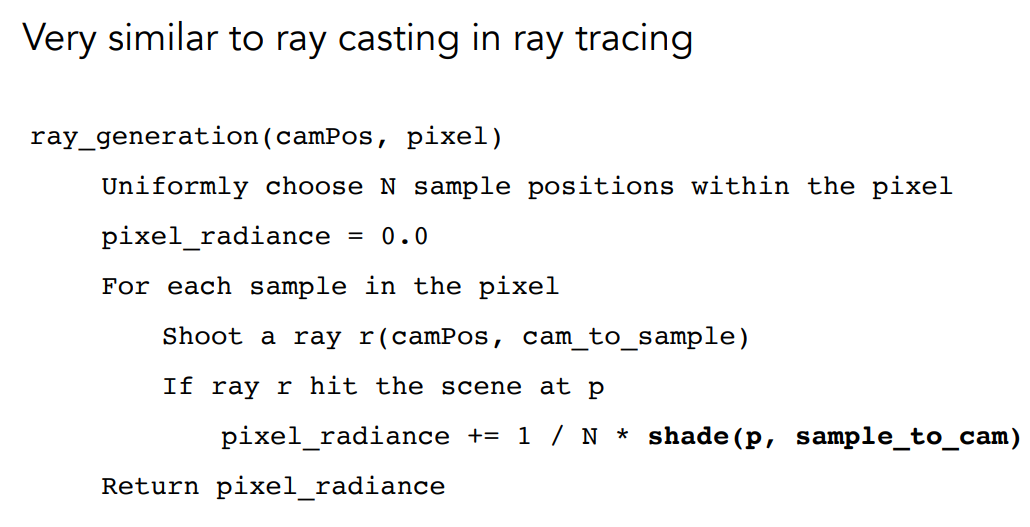 Very similar to ray casting in ray tracing
ray_generation(camPos, pixel)
Uniformly choose N sample positions within the pixel
pixel_radiance = 0.0
For each sample in the pixel
Shoot a ray r(camPos, cam_to_sample)
If ray r hit the scene at p
pixel_radiance += 1 / N * shade(p, sample_to_cam)
Return pixel_radiance